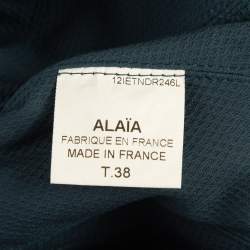 12IETNDR246L
ALAÏA
FABRIQUE EN FRANCE
MADE IN FRANCE
T.38